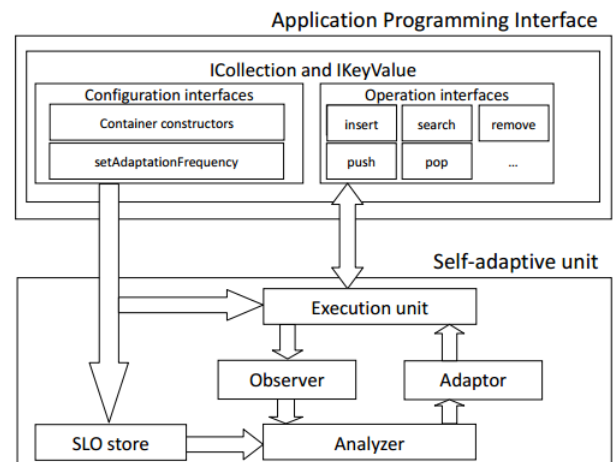 Application Programming Interface
ICollection and IKeyValue
Configuration interfaces
Container constructors
setAdaptationFrequency
Operation interfaces
insert search remove
push pop ...
Self-adaptive unit
Execution unit
Observer Adaptor
SLO store Analyzer